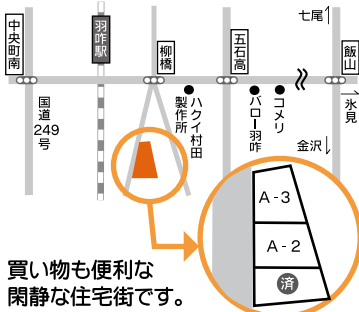 七尾
中央町南
羽咋駅
柳橋
五石高
飯山
国道
249
号
ハクイ村田
製作所
バロー羽咋
コメリ
氷見
金沢
A-3
A-2
済
買い物も便利な
閑静な住宅街です。